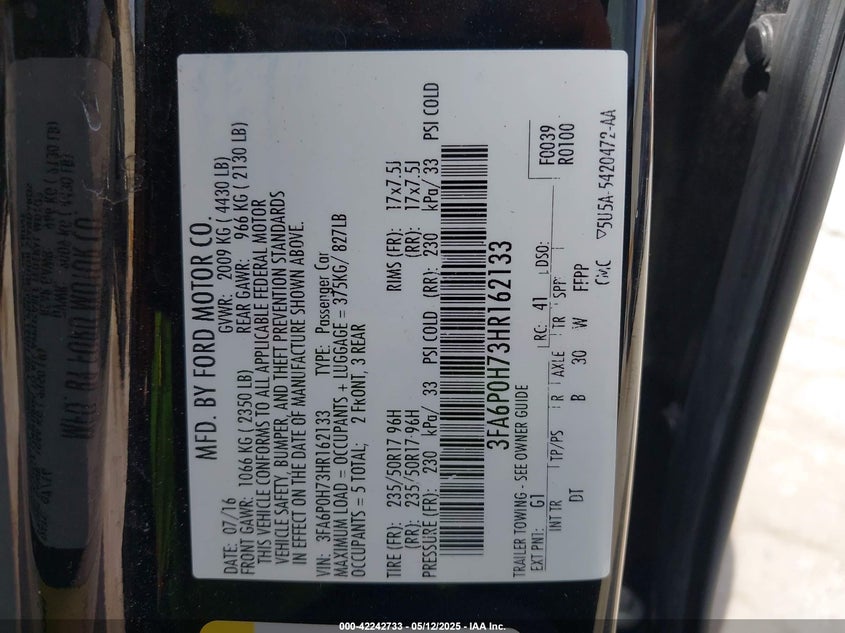 MFD. BY FORD MOTOR CO.
DATE: 07/16 GVWR: 2009 KG ( 4430 LB)
FRONT GAWR: 1066 KG ( 2350 LB) REAR GAWR: 966 KG ( 2130 LB)
THIS VEHICLE CONFORMS TO ALL APPLICABLE FEDERAL MOTOR
VEHICLE SAFETY, BUMPER, AND THEFT PREVENTION STANDARDS
IN EFFECT ON THE DATE OF MANUFACTURE SHOWN ABOVE.
VIN: 3FA6P0H73HR162133 TYPE: Passenger Car
MAXIMUM LOAD = OCCUPANTS + LUGGAGE = 375KG/ 827LB
OCCUPANTS = 5 TOTAL; 2 FRONT, 3 REAR
TIRE (FR): 235/50R17 96H RIMS (FR): 17x7.5J
(RR): 235/50R17 96H (RR): 17x7.5J
PRESSURE (FR): 230 kPa/ 33 PSI COLD (RR): 230 kPa/ 33 PSI COLD
3FA6P0H73HR162133
TRAILER TOWING - SEE OWNER GUIDE
F0039
R0100
EXT PNT: G1 RC: 41 DSO:
INT TR TP/PS R AXLE TR SPR
DT B 30 W FFPP
5U5A-5420472-AA
000-42242733 - 05/12/2025 - IAA Inc.